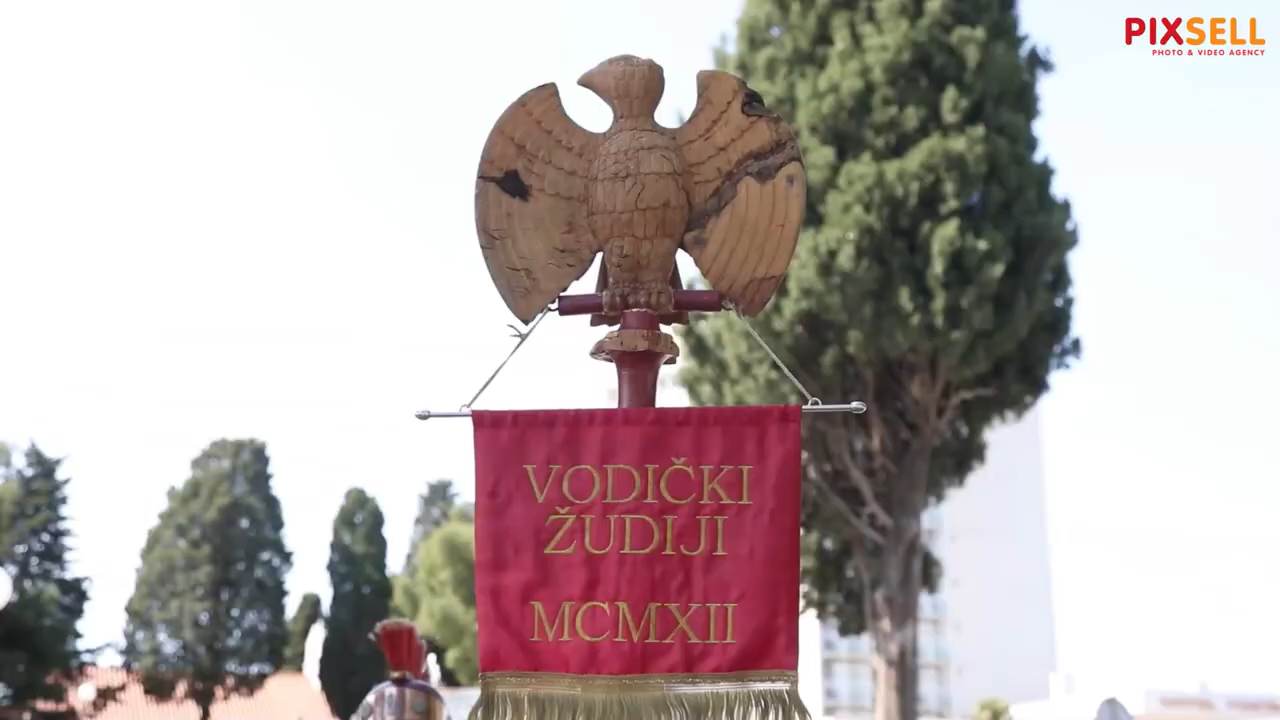 PIXSELL
PHOTO & VIDEO AGENCY
VODIČKI
ŽUDIJI
MCMXII